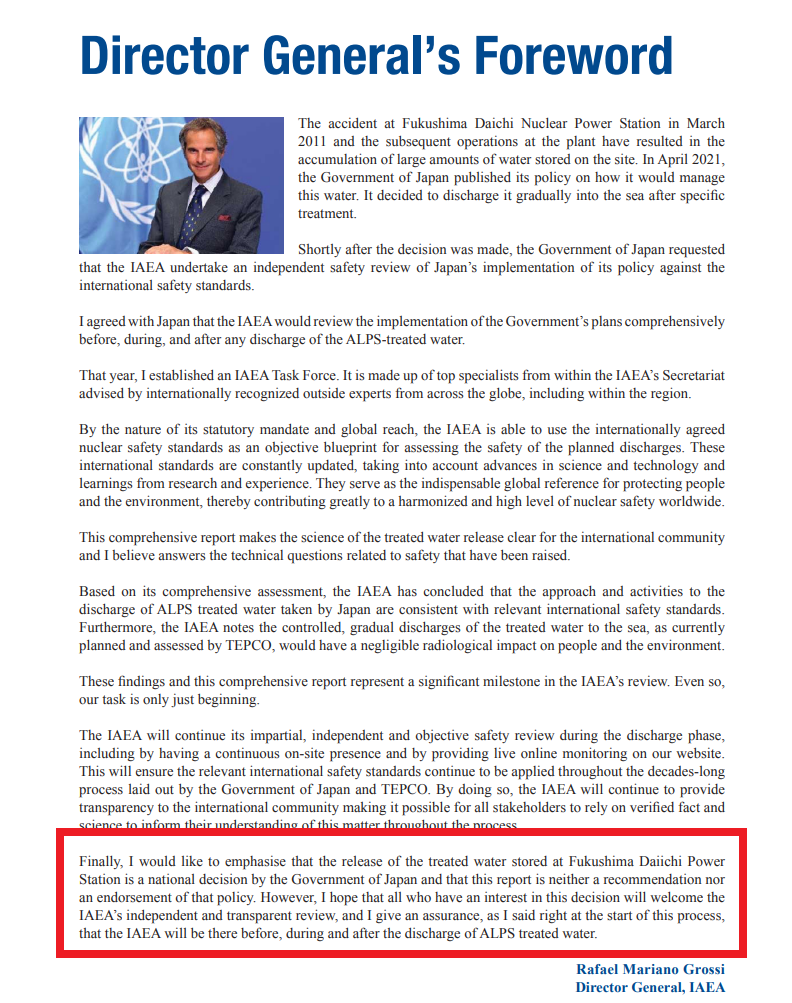 Director General's Foreword
The accident at Fukushima Daichi Nuclear Power Station in March
2011 and the subsequent operations at the plant have resulted in the
accumulation of large amounts of water stored on the site. In April 2021,
the Government of Japan published its policy on how it would manage
this water. It decided to discharge it gradually into the sea after specific
treatment.
Shortly after the decision was made, the Government of Japan requested
that the IAEA undertake an independent safety review of Japan's implementation of its policy against the
international safety standards.
I agreed with Japan that the IAEA would review the implementation of the Government's plans comprehensively
before, during, and after any discharge of the ALPS-treated water.
That year, I established an IAEA Task Force. It is made up of top specialists from within the IAEA's Secretariat
advised by internationally recognized outside experts from across the globe, including within the region.
By the nature of its statutory mandate and global reach, the IAEA is able to use the internationally agreed
nuclear safety standards as an objective blueprint for assessing the safety of the planned discharges. These
international standards are constantly updated, taking into account advances in science and technology and
learnings from research and experience. They serve as the indispensable global reference for protecting people
and the environment, thereby contributing greatly to a harmonized and high level of nuclear safety worldwide.
This comprehensive report makes the science of the treated water release clear for the international community
and I believe answers the technical questions related to safety that have been raised.
Based on its comprehensive assessment, the IAEA has concluded that the approach and activities to the
discharge of ALPS treated water taken by Japan are consistent with relevant international safety standards.
Furthermore, the IAEA notes the controlled, gradual discharges of the treated water to the sea, as currently
planned and assessed by TEPCO, would have a negligible radiological impact on people and the environment.
These findings and this comprehensive report represent a significant milestone in the IAEA's review. Even so,
our task is only just beginning.
The IAEA will continue its impartial, independent and objective safety review during the discharge phase,
including by having a continuous on-site presence and by providing live online monitoring on our website.
This will ensure the relevant international safety standards continue to be applied throughout the decades-long
process laid out by the Government of Japan and TEPCO. By doing so, the IAEA will continue to provide
transparency to the international community making it possible for all stakeholders to rely on verified fact and
science to inform their understanding of this matter throughout the process.
Finally, I would like to emphasise that the release of the treated water stored at Fukushima Daiichi Power
Station is a national decision by the Government of Japan and that this report is neither a recommendation nor
an endorsement of that policy. However, I hope that all who have an interest in this decision will welcome the
IAEA's independent and transparent review, and I give an assurance, as I said right at the start of this process,
that the IAEA will be there before, during and after the discharge of ALPS treated water.
Rafael Mariano Grossi
Director General, IAEA